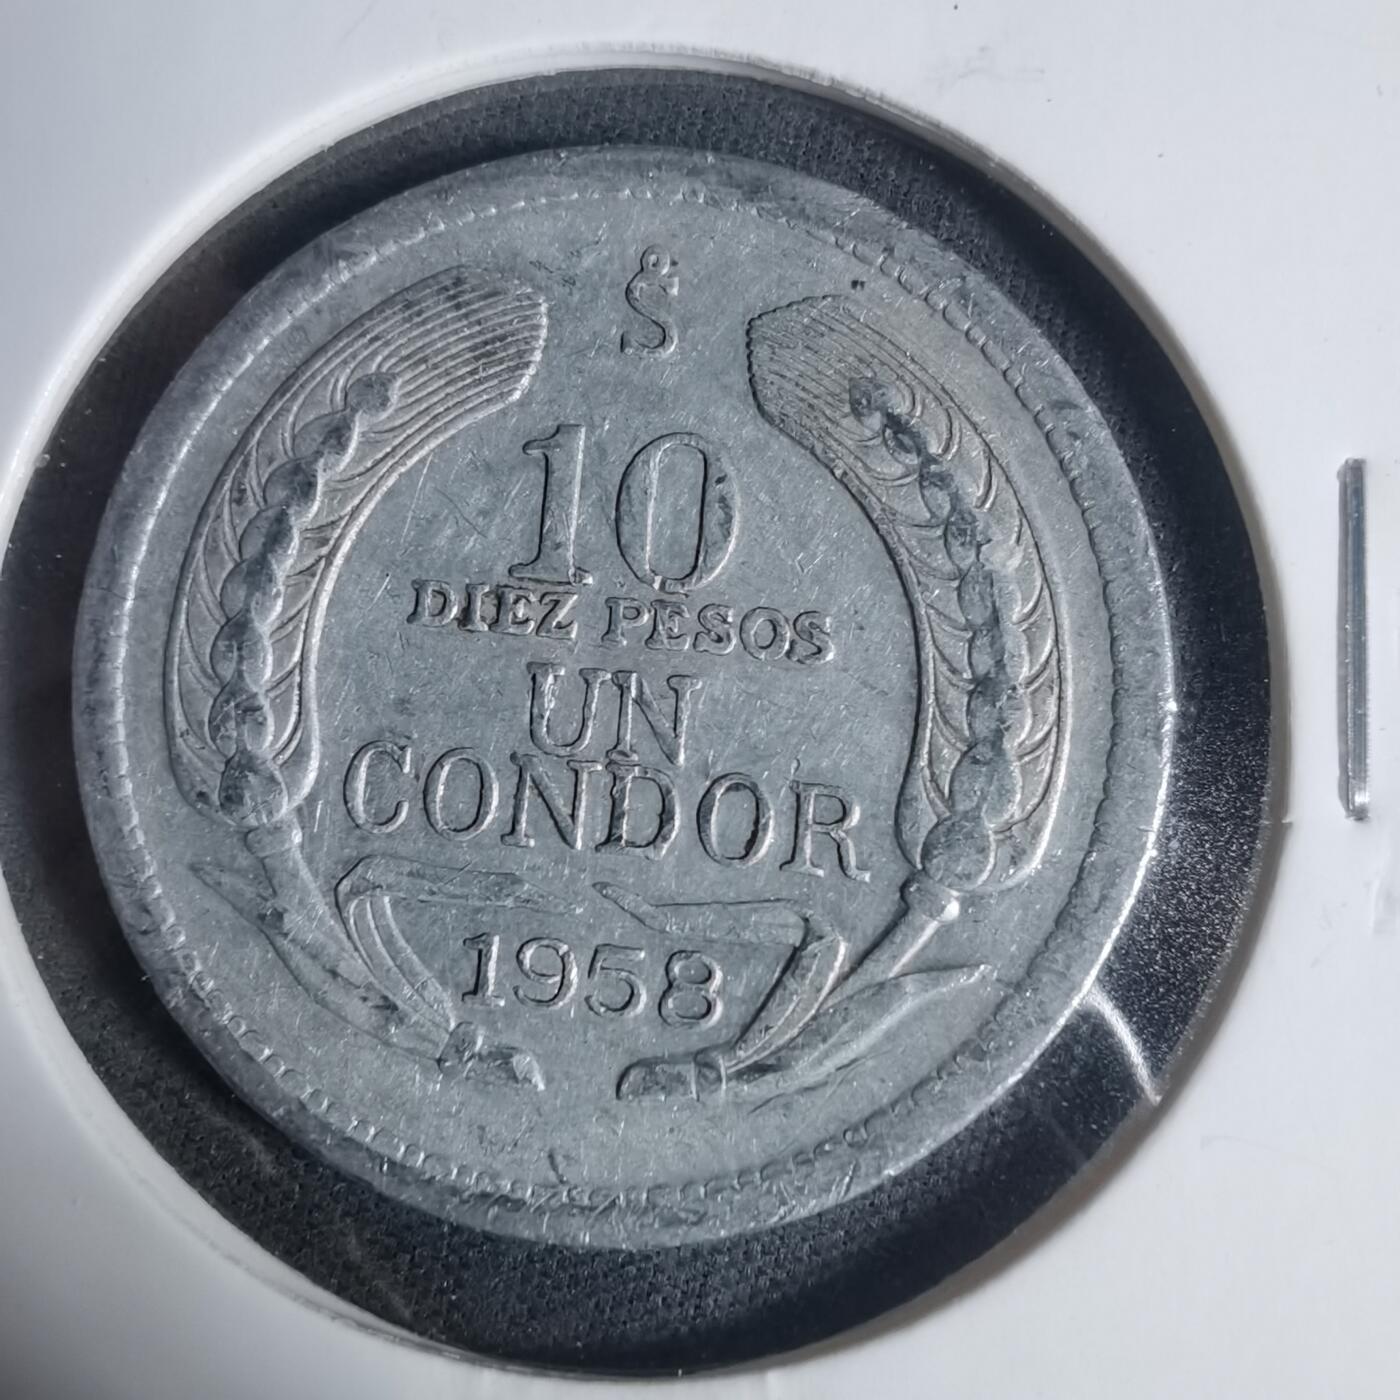 $
10
DIEZ PESOS
UN
CONDOR
1958